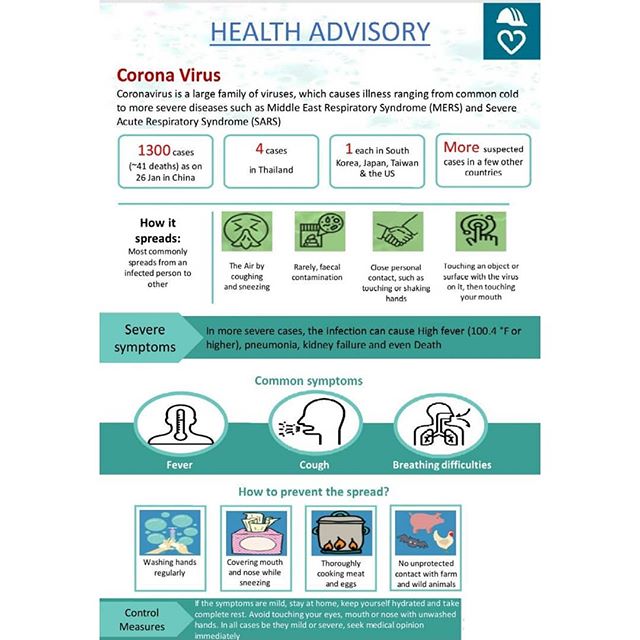 HEALTH ADVISORY
Corona Virus
Coronavirus is a large family of viruses, which causes illness ranging from common cold
to more severe diseases such as Middle East Respiratory Syndrome (MERS) and Severe
Acute Respiratory Syndrome (SARS)
1300 cases
(~41 deaths) as on
26 Jan in China
4 cases
in Thailand
1 each in South
Korea, Japan, Taiwan
& the US
More suspected
cases in a few other
countries
How it
spreads:
Most commonly
spreads from an
infected person to
other
The Air by
coughing
and sneezing
Rarely, faecal
contamination
Close personal
contact, such as
touching or shaking
hands
Touching an object or
surface with the virus
on it, then touching
your mouth
Severe
symptoms
In more severe cases, the infection can cause High fever (100.4 °F or
higher), pneumonia, kidney failure and even Death
Common symptoms
Fever
Cough
Breathing difficulties
How to prevent the spread?
Washing hands
regularly
Covering mouth
and nose while
sneezing
Thoroughly
cooking meat
and eggs
No unprotected
contact with farm
and wild animals
Control
Measures
If the symptoms are mild, stay at home, keep yourself hydrated and take
complete rest. Avoid touching your eyes, mouth or nose with unwashed
hands. In all cases be they mild or severe, seek medical opinion
immediately